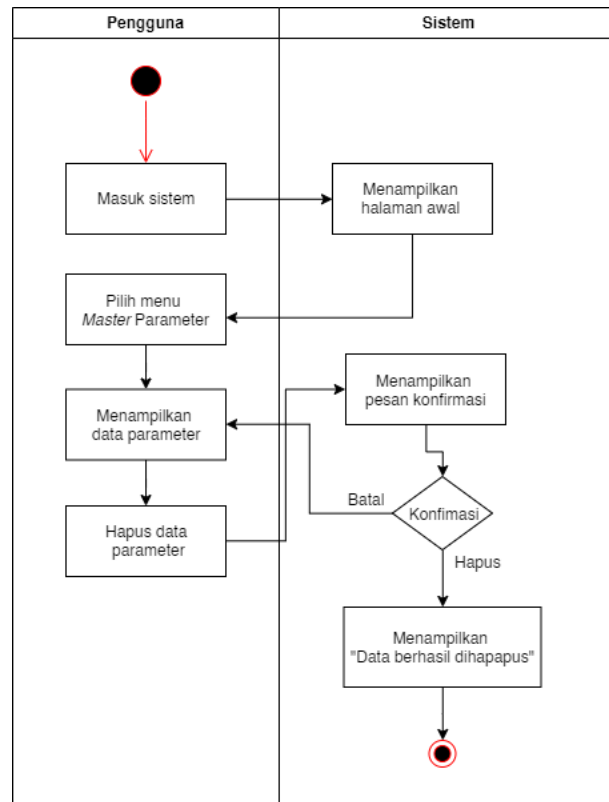 Pengguna
Sistem
Masuk sistem
Menampilkan
halaman awal
Pilih menu
Master Parameter
Menampilkan
pesan konfirmasi
Menampilkan
data parameter
Batal
Konfimasi
Hapus data
parameter
Hapus
Menampilkan
"Data berhasil dihapapus"